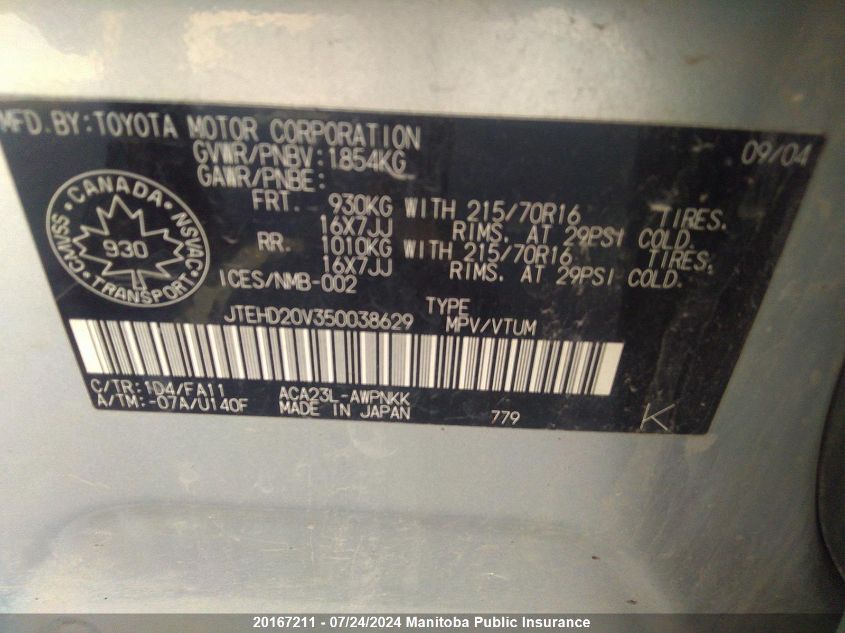 MFD. BY: TOYOTA MOTOR CORPORATION 09/04
GVWR/PNBV: 1854KG
GAWR/PNBE:
FRT. 930KG WITH 215/70R16 TIRES.
16X7JJ RIMS. AT 29PSI COLD.
RR. 1010KG WITH 215/70R16 TIRES.
16X7JJ RIMS. AT 29PSI COLD.
ICES/NMB-002
CANADA
CMVSS
NSVAC
930
TRANSPORT
JTEHD20V350038629 TYPE
MPV/VTUM
C/TR: 1D4/FA11 ACA23L-AWPNKK
A/TM: -07A/U140F MADE IN JAPAN 779 K
20167211 - 07/24/2024 Manitoba Public Insurance